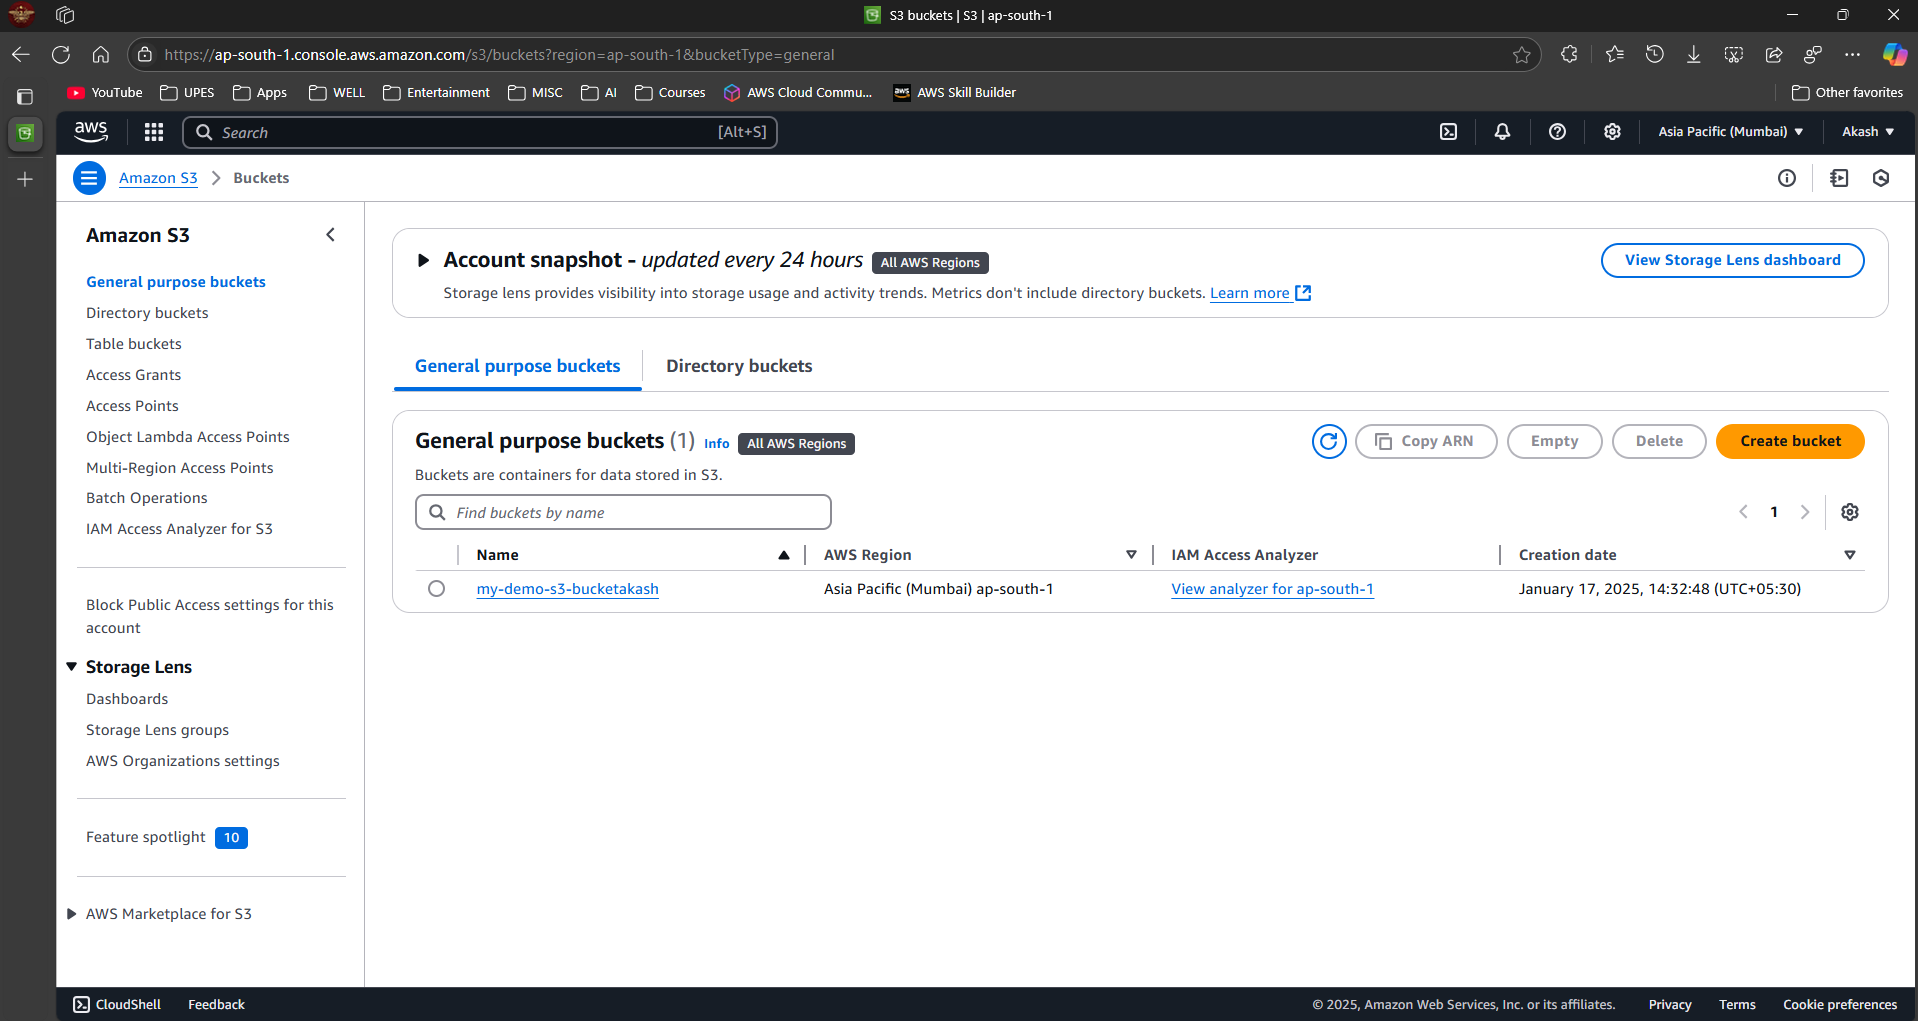 S3 buckets | S3 | ap-south-1
https://ap-south-1.console.aws.amazon.com/s3/buckets?region=ap-south-1&bucketType=general
YouTube UPES Apps WELL Entertainment MISC AI Courses AWS Cloud Commu... AWS Skill Builder Other favorites
aws Search [Alt+S] Asia Pacific (Mumbai) Akash
Amazon S3 Buckets
Amazon S3
General purpose buckets
Directory buckets
Table buckets
Access Grants
Access Points
Object Lambda Access Points
Multi-Region Access Points
Batch Operations
IAM Access Analyzer for S3
Block Public Access settings for this
account
Storage Lens
Dashboards
Storage Lens groups
AWS Organizations settings
Feature spotlight 10
AWS Marketplace for S3
Account snapshot - updated every 24 hours All AWS Regions View Storage Lens dashboard
Storage lens provides visibility into storage usage and activity trends. Metrics don't include directory buckets. Learn more
General purpose buckets Directory buckets
General purpose buckets (1) Info All AWS Regions Copy ARN Empty Delete Create bucket
Buckets are containers for data stored in S3.
Find buckets by name 1
Name AWS Region IAM Access Analyzer Creation date
my-demo-s3-bucketakash Asia Pacific (Mumbai) ap-south-1 View analyzer for ap-south-1 January 17, 2025, 14:32:48 (UTC+05:30)
CloudShell Feedback © 2025, Amazon Web Services, Inc. or its affiliates. Privacy Terms Cookie preferences